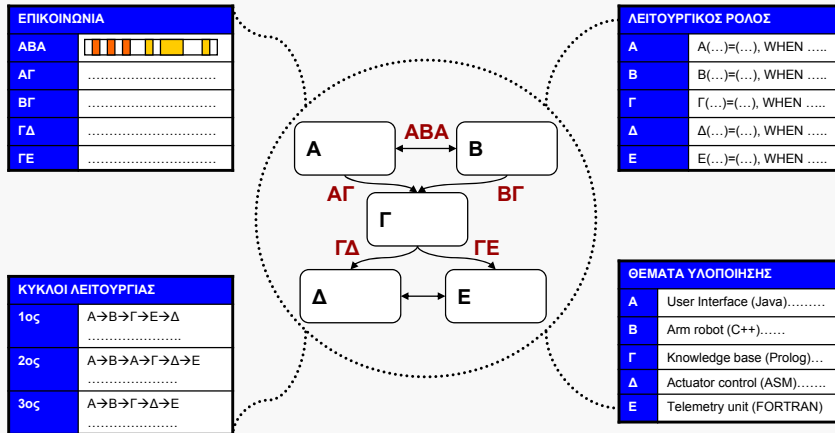 ΕΠΙΚΟΙΝΩΝΙΑ
ΑΒΑ
ΑΓ ……………………………….
ΒΓ ……………………………….
ΓΔ ……………………………….
ΓΕ ……………………………….
ΛΕΙΤΟΥΡΓΙΚΟΣ ΡΟΛΟΣ
Α Α(…)=(…), WHEN …..
Β Β(…)=(…), WHEN …..
Γ Γ(…)=(…), WHEN …..
Δ Δ(…)=(…), WHEN …..
Ε Ε(…)=(…), WHEN …..
Α
ΑΒΑ
Β
ΑΓ
ΒΓ
Γ
ΓΔ
ΓΕ
Δ
Ε
ΚΥΚΛΟΙ ΛΕΙΤΟΥΡΓΙΑΣ
1ος Α→Β→Γ→Ε→Δ
…………………..
2ος Α→Β→Α→Γ→Δ→Ε
………………….
3ος Α→Β→Γ→Δ→Ε
………………….
ΘΕΜΑΤΑ ΥΛΟΠΟΙΗΣΗΣ
Α User Interface (Java)………
Β Arm robot (C++)……
Γ Knowledge base (Prolog)…
Δ Actuator control (ASM)…….
Ε Telemetry unit (FORTRAN)